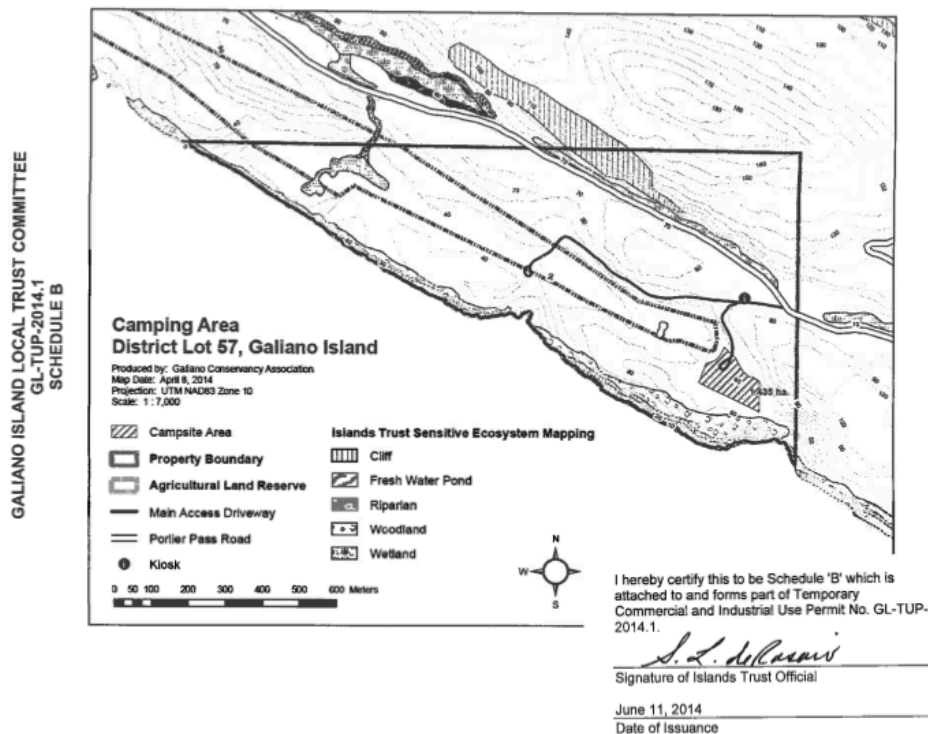 GALIANO ISLAND LOCAL TRUST COMMITTEE
GL-TUP-2014.1
SCHEDULE B
Camping Area
District Lot 57, Galiano Island
Produced by: Galiano Conservancy Association
Map Date: April 8, 2014
Projection: UTM NAD83 Zone 10
Scale: 1 : 7,000
Campsite Area
Property Boundary
Agricultural Land Reserve
Main Access Driveway
Porlier Pass Road
Kiosk
Islands Trust Sensitive Ecosystem Mapping
Cliff
Fresh Water Pond
Riparian
Woodland
Wetland
0 50 100 200 300 400 500 600 Meters
N
W
S
I hereby certify this to be Schedule 'B' which is
attached to and forms part of Temporary
Commercial and Industrial Use Permit No. GL-TUP-
2014.1.
S. L. deRosario
Signature of Islands Trust Official
June 11, 2014
Date of Issuance